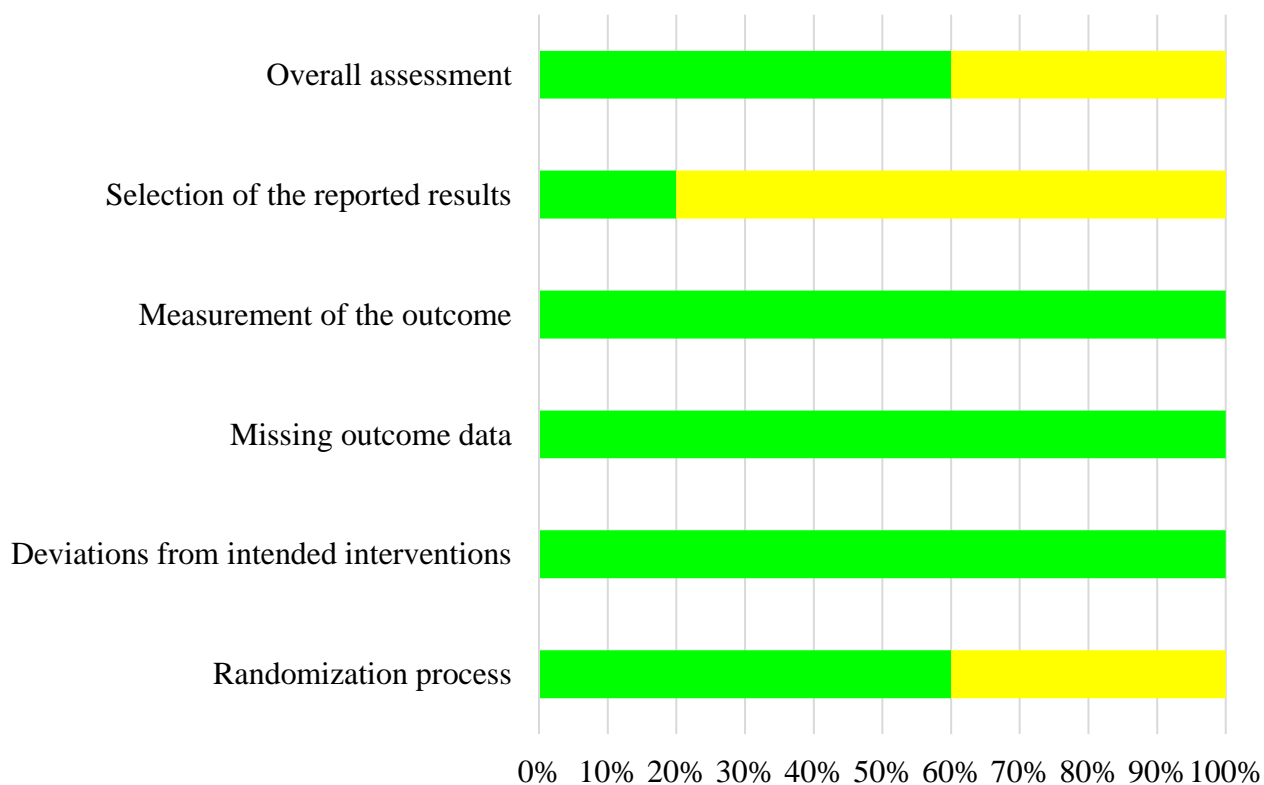 Overall assessment
Selection of the reported results
Measurement of the outcome
Missing outcome data
Deviations from intended interventions
Randomization process
0% 10% 20% 30% 40% 50% 60% 70% 80% 90% 100%